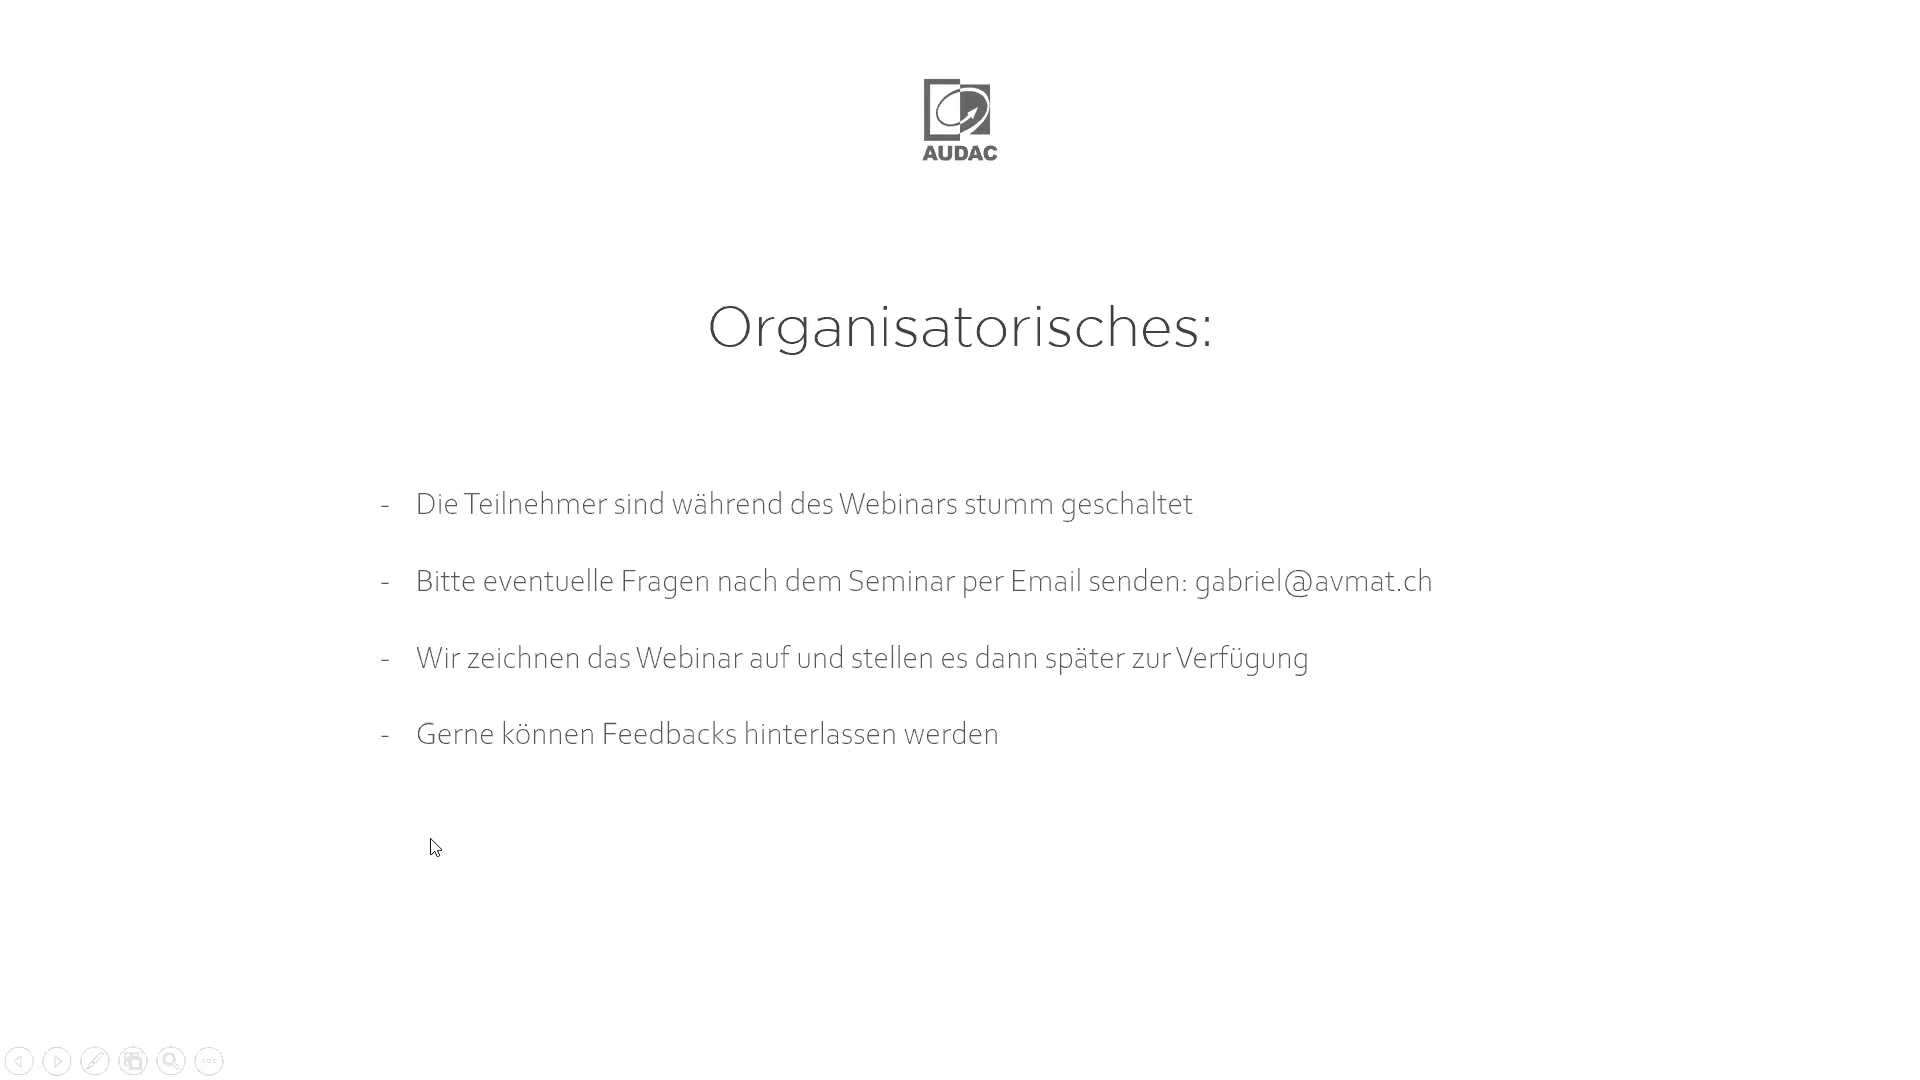 AUDAC
Organisatorisches:
- Die Teilnehmer sind während des Webinars stumm geschaltet
- Bitte eventuelle Fragen nach dem Seminar per Email senden: gabriel@avmat.ch
- Wir zeichnen das Webinar auf und stellen es dann später zur Verfügung
- Gerne können Feedbacks hinterlassen werden